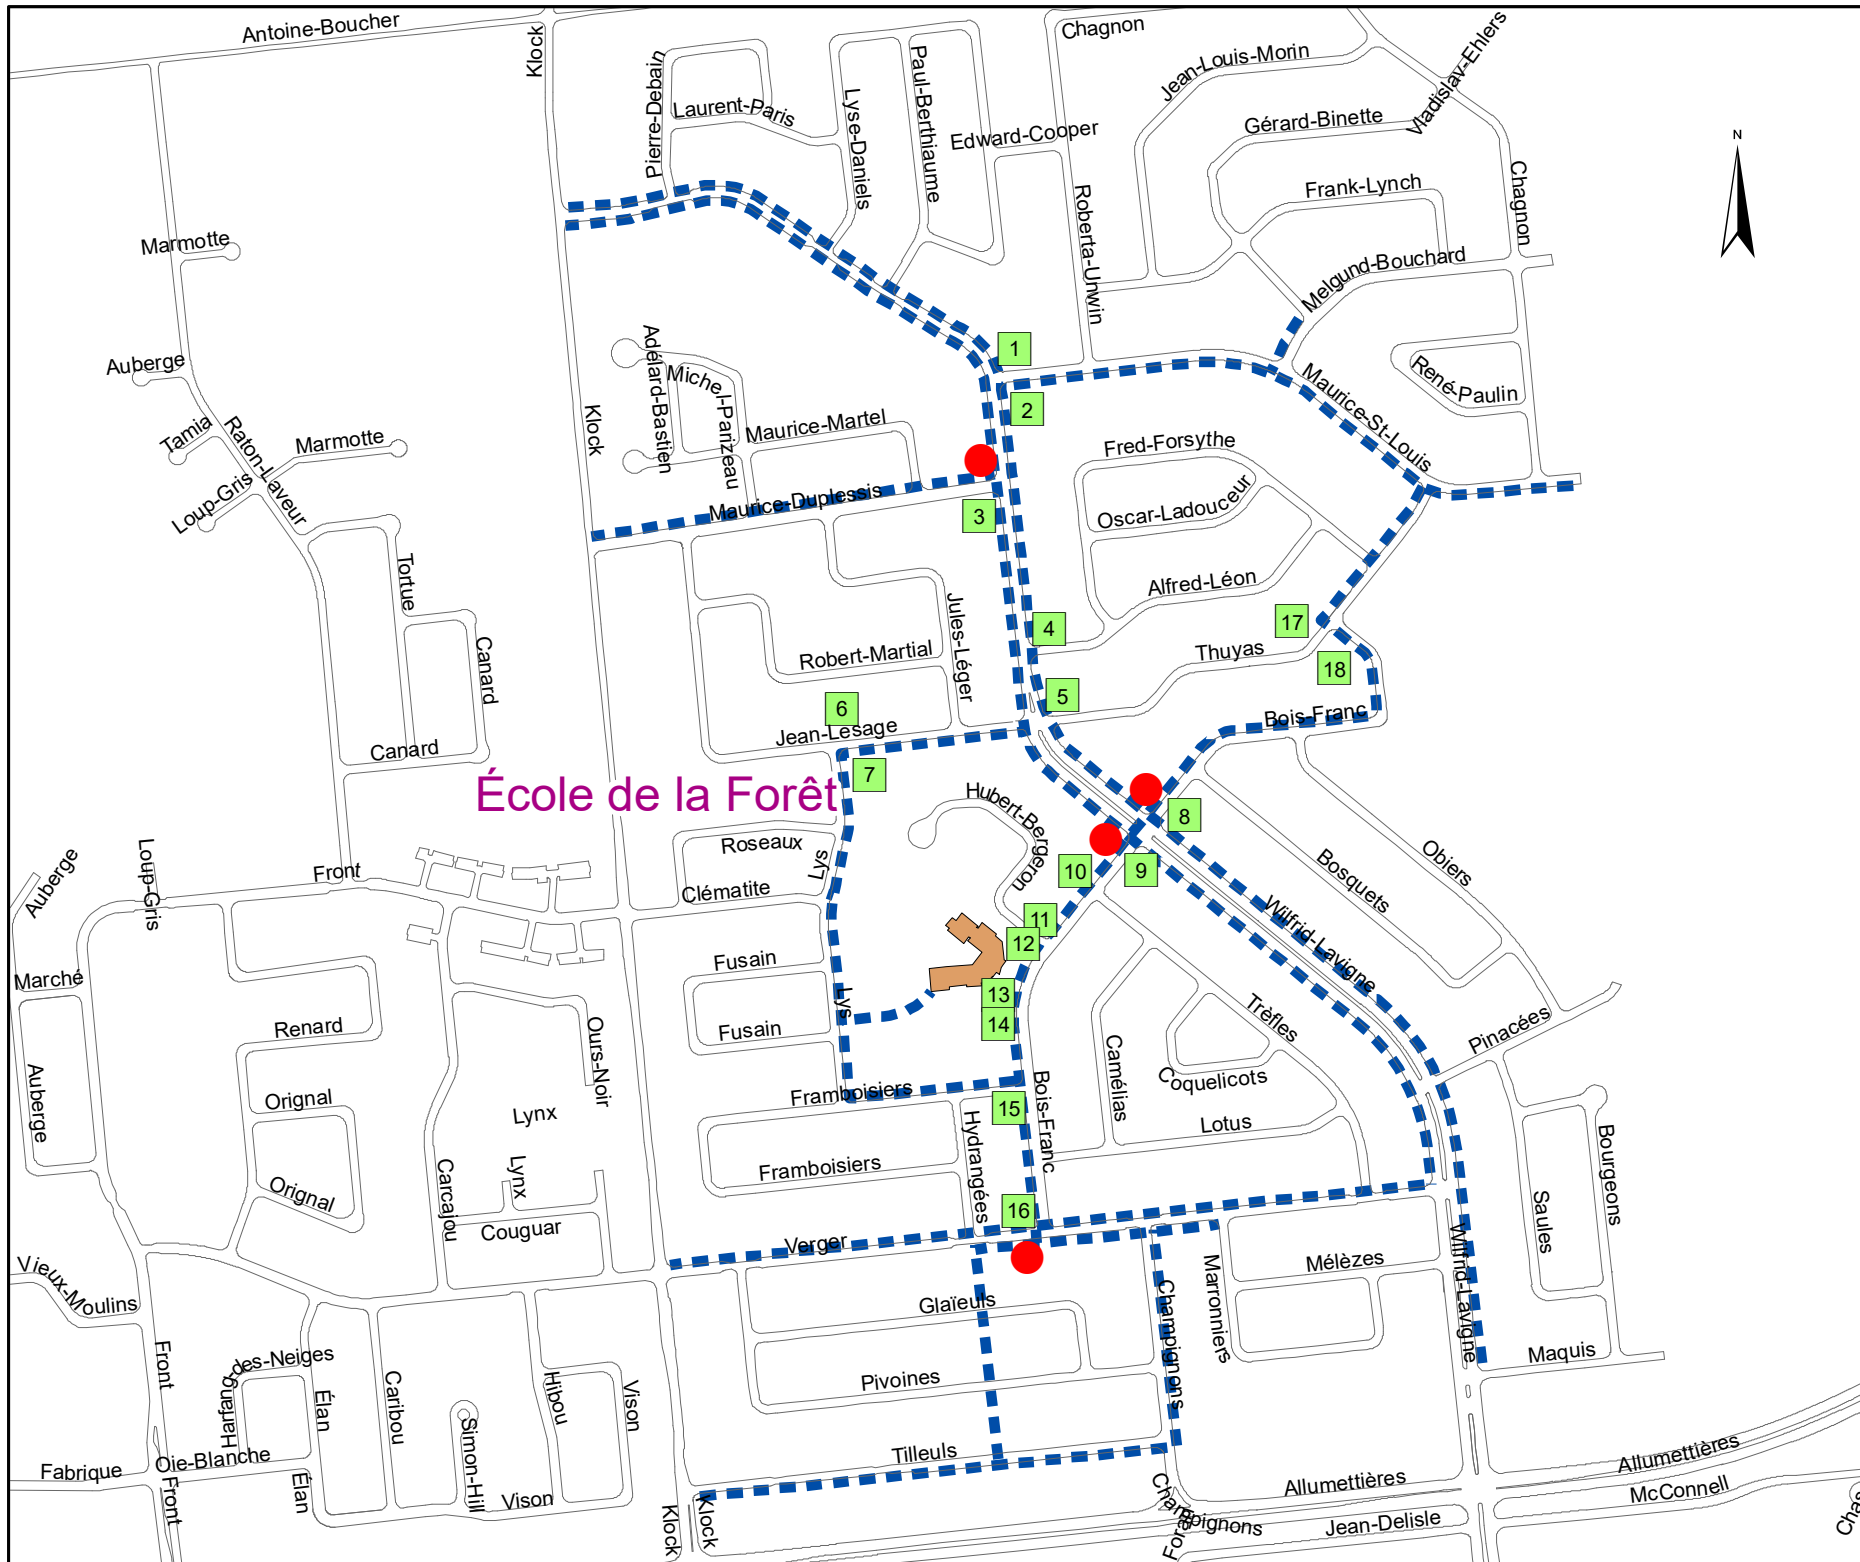 Antoine-Boucher
Klock
Chagnon
Vladislav-Ehlers
Jean-Louis-Morin
Pierre-Debain
Laurent-Paris
Lyse-Daniels
Paul-Berthiaume
Edward-Cooper
Gérard-Binette
N
Frank-Lynch
Chagnon
Roberta-Unwin
Marmotte
Melgund-Bouchard
1
Auberge
Adélard-Bastien
Michel-Parizeau
2
Maurice-St-Louis
René-Paulin
Klock
Maurice-Martel
Tamia
Raton-Laveur
Marmotte
Fred-Forsythe
Loup-Gris
Maurice-Duplessis
3
Oscar-Ladouceur
Tortue
Alfred-Léon
Jules-Léger
4
17
Canard
Robert-Martial
Thuyas
18
5
6
Bois-Franc
Jean-Lesage
Canard
7
École de la Forêt
Hubert-Bergeron
8
Roseaux
Lys
Auberge
Loup-Gris
Front
Clématite
10
9
Bosquets
Obiers
11
12
Wilfrid-Lavigne
Marché
Fusain
Lys
13
14
Renard
Fusain
Ours-Noir
Trèfles
Pinacées
Auberge
Camélias
Coquelicots
Orignal
Lynx
Framboisiers
15
Bois-Franc
Lotus
Hydrangées
Bourgeons
Carcajou
Lynx
Framboisiers
Saules
Orignal
16
Couguar
Verger
Marronniers
Mélèzes
Wilfrid-Lavigne
Vieux-Moulins
Glaïeuls
Champignons
Front
Harfang-des-Neiges
Élan
Caribou
Hibou
Vison
Pivoines
Maquis
Simon-Hill
Tilleuls
Fabrique
Oie-Blanche
Front
Élan
Vison
Klock
Klock
Champignons
Allumettières
Allumettières
McConnell
Jean-Delisle